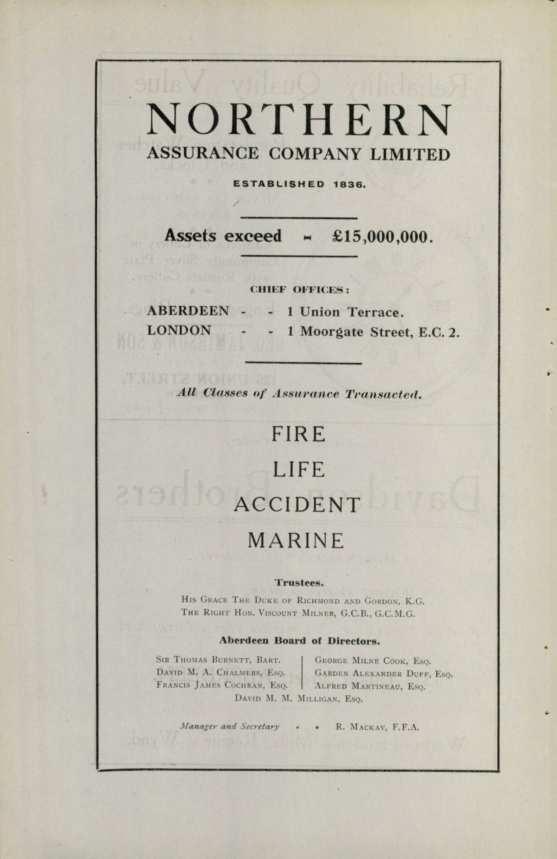 NORTHERN
ASSURANCE COMPANY LIMITED
ESTABLISHED 1836.
Assets exceed - £15,000,000.
CHIEF OFFICES:
ABERDEEN - - 1 Union Terrace.
LONDON - - 1 Moorgate Street, E.C. 2.
All Classes of Assurance Transacted.
FIRE
LIFE
ACCIDENT
MARINE
Trustees.
His Grace The Duke of Richmond and Gordon, K.G.
The Right Hon. Viscount Milner, G.C.B., G.C.M.G.
Aberdeen Board of Directors.
Sir Thomas Burnett, Bart.
David M. A. Chalmers, Esq.
Francis James Cochran, Esq.
George Milne Cook, Esq.
Garden Alexander Duff, Esq.
Alfred Martineau, Esq.
David M. M. Milligan, Esq.
Manager and Secretary - - R. Mackay, F.F.A.